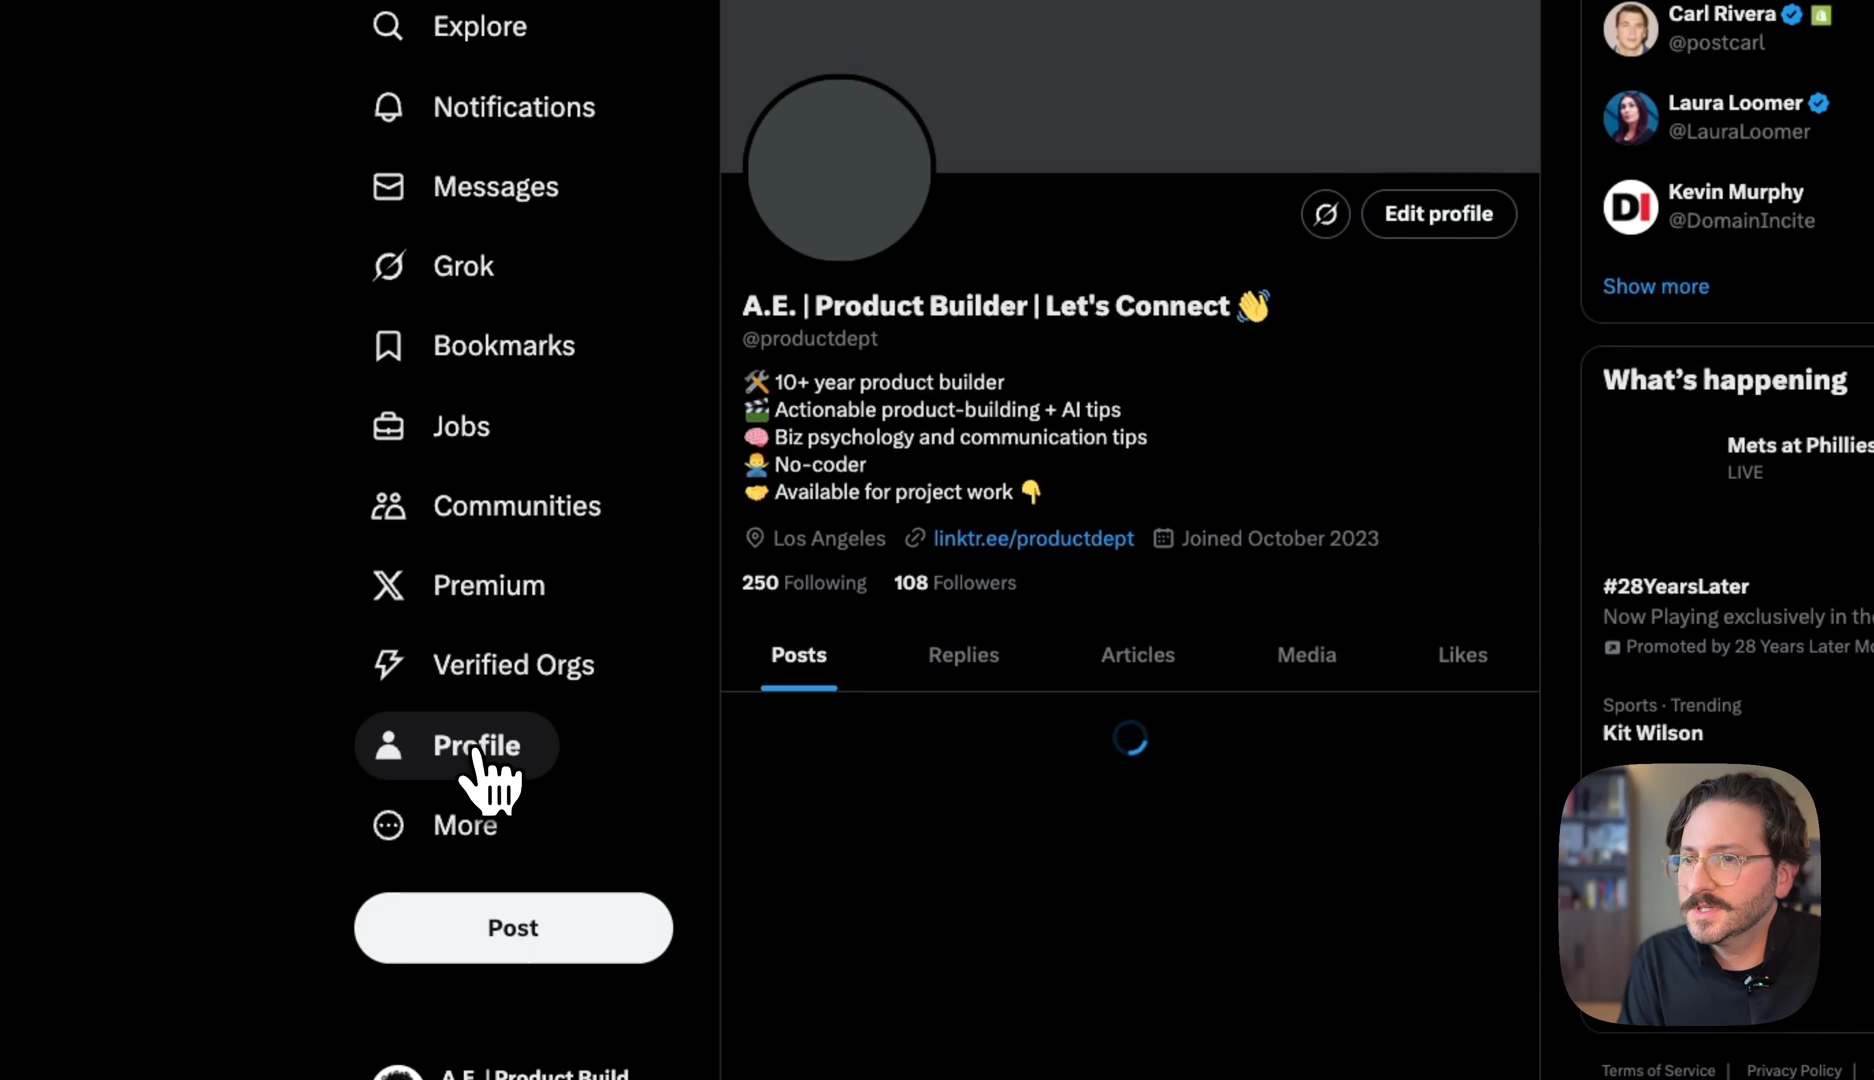 Explore
Notifications
Messages
Grok
Bookmarks
Jobs
Communities
Premium
Verified Orgs
Profile
More
Post
A.E. | Product Build
Edit profile
A.E. | Product Builder | Let's Connect 👋
@productdept
🛠️ 10+ year product builder
🎬 Actionable product-building + AI tips
🧠 Biz psychology and communication tips
🙅‍♂️ No-coder
🤝 Available for project work 👇
Los Angeles linktr.ee/productdept Joined October 2023
250 Following 108 Followers
Posts Replies Articles Media Likes
Carl Rivera
@postcarl
Laura Loomer
@LauraLoomer
DI
Kevin Murphy
@DomainIncite
Show more
What's happening
Mets at Phillies
LIVE
#28YearsLater
Now Playing exclusively in the
Promoted by 28 Years Later Mo
Sports · Trending
Kit Wilson
Terms of Service | Privacy Policy |